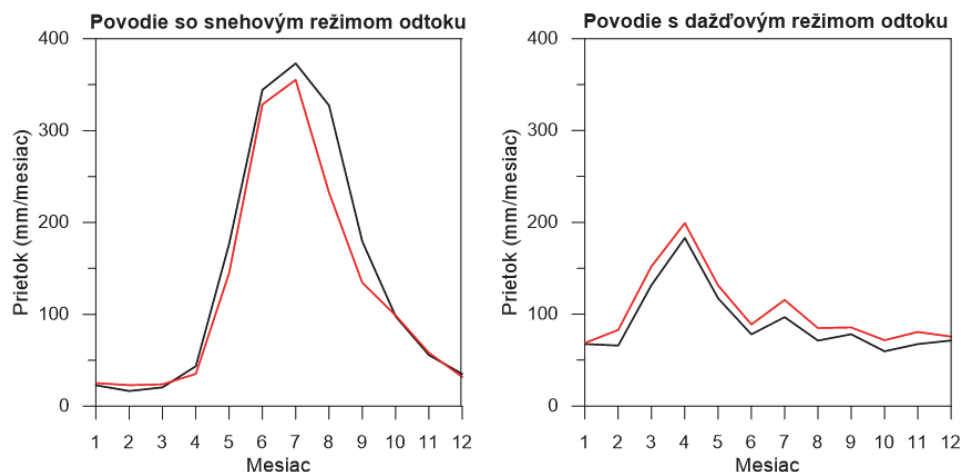 Povodie so snehovým režimom odtoku
400
300
200
100
0
Prietok (mm/mesiac)
1 2 3 4 5 6 7 8 9 10 11 12
Mesiac
Povodie s dažďovým režimom odtoku
400
300
200
100
0
Prietok (mm/mesiac)
1 2 3 4 5 6 7 8 9 10 11 12
Mesiac